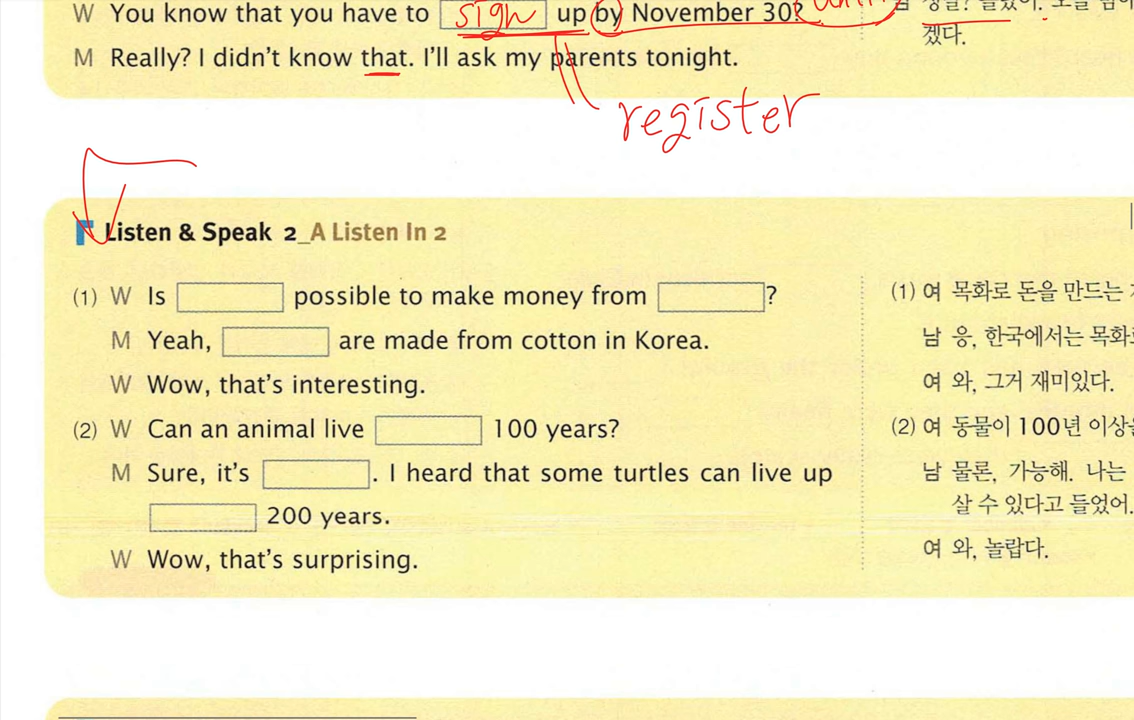 W You know that you have to sign up by November 30?
M Really? I didn't know that. I'll ask my parents tonight.
겠다.
register
Listen & Speak 2_A Listen In 2
(1) W Is possible to make money from ?
M Yeah, are made from cotton in Korea.
W Wow, that's interesting.
(2) W Can an animal live 100 years?
M Sure, it's . I heard that some turtles can live up
200 years.
W Wow, that's surprising.
(1) 여 목화로 돈을 만드는
남 응, 한국에서는 목화로
여 와, 그거 재미있다.
(2) 여 동물이 100년 이상을
남 물론, 가능해. 나는
살 수 있다고 들었어.
여 와, 놀랍다.